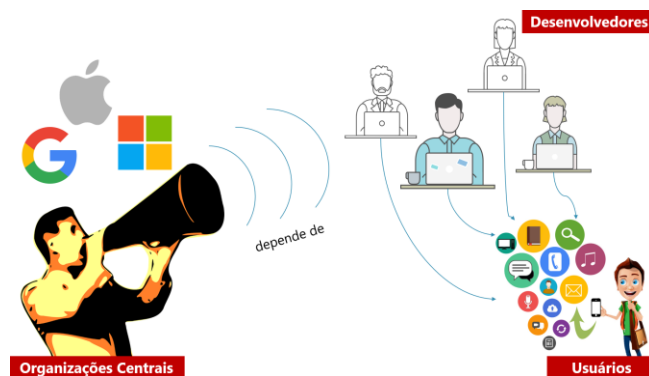 Desenvolvedores
depende de
Organizações Centrais
Usuários